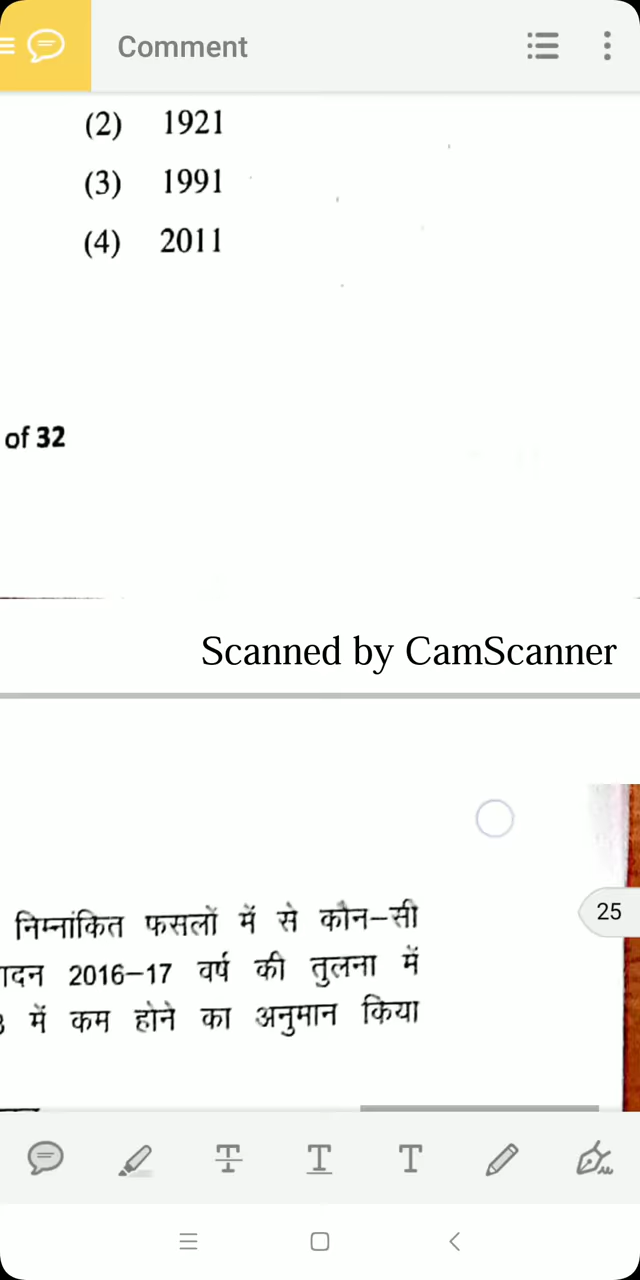 Comment
(2) 1921
(3) 1991
(4) 2011
of 32
Scanned by CamScanner
निम्नांकित फसलों में से कौन-सी
25
2016-17 वर्ष की तुलना में
में कम होने का अनुमान किया